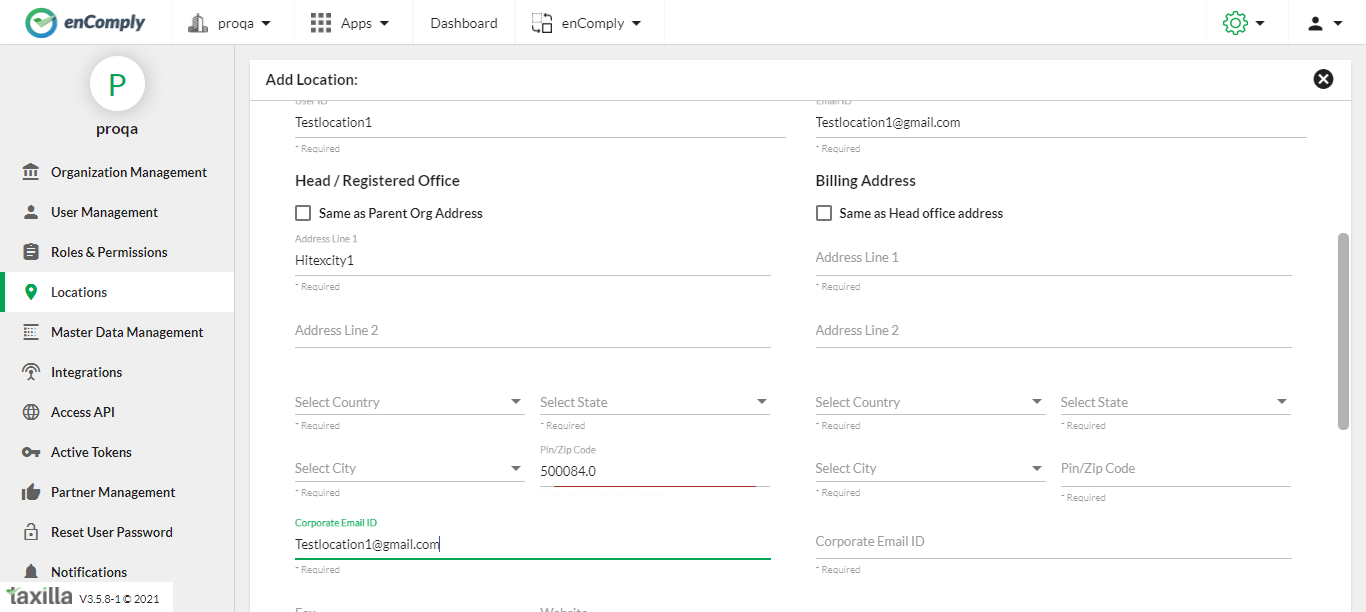 enComply
proqa
Apps
Dashboard
enComply
P
proqa
Organization Management
User Management
Roles & Permissions
Locations
Master Data Management
Integrations
Access API
Active Tokens
Partner Management
Reset User Password
Notifications
taxilla V3.5.8-1 © 2021
Add Location:
User ID
Email ID
Testlocation1
Testlocation1@gmail.com
* Required
* Required
Head / Registered Office
Billing Address
Same as Parent Org Address
Same as Head office address
Address Line 1
Hitexcity1
Address Line 1
* Required
* Required
Address Line 2
Address Line 2
Select Country
Select State
Select Country
Select State
* Required
* Required
* Required
* Required
Pin/Zip Code
Select City
500084.0
Select City
Pin/Zip Code
* Required
* Required
* Required
Corporate Email ID
Testlocation1@gmail.com
Corporate Email ID
* Required
* Required
Fax
Website